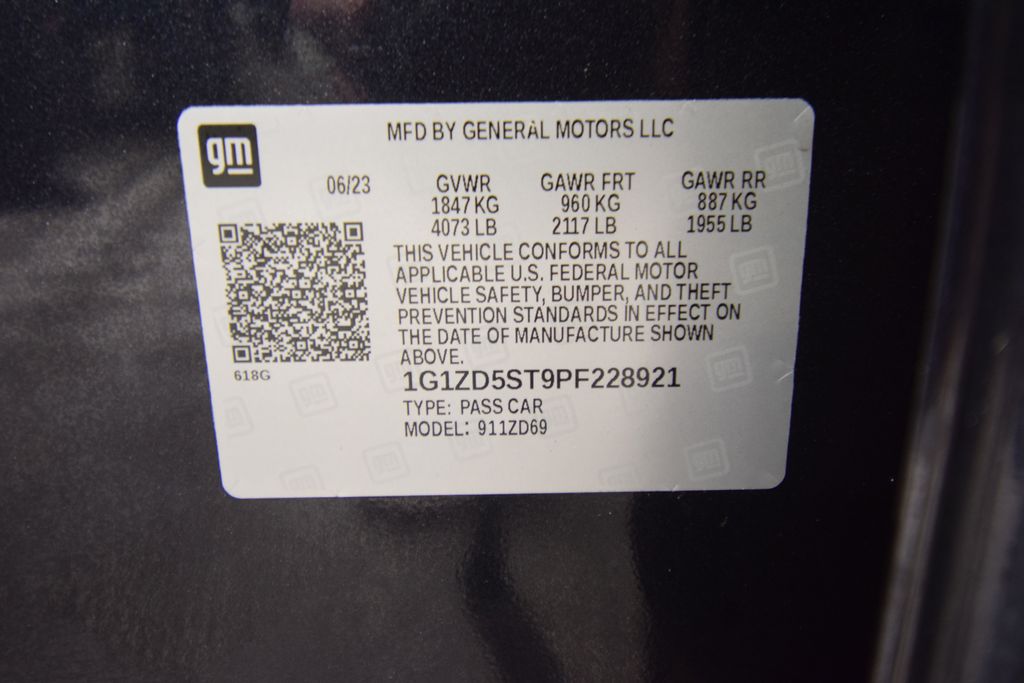 gm
MFD BY GENERAL MOTORS LLC
06/23 GVWR GAWR FRT GAWR RR
1847 KG 960 KG 887 KG
4073 LB 2117 LB 1955 LB
THIS VEHICLE CONFORMS TO ALL
APPLICABLE U.S. FEDERAL MOTOR
VEHICLE SAFETY, BUMPER, AND THEFT
PREVENTION STANDARDS IN EFFECT ON
THE DATE OF MANUFACTURE SHOWN
ABOVE.
618G
1G1ZD5ST9PF228921
TYPE: PASS CAR
MODEL: 911ZD69